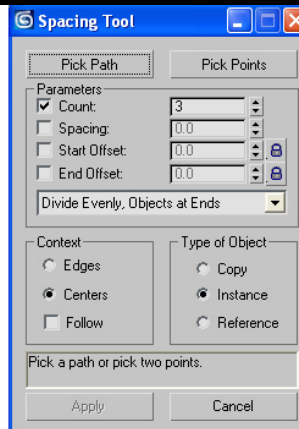 Spacing Tool
Pick Path Pick Points
Parameters
Count: 3
Spacing: 0.0
Start Offset: 0.0
End Offset: 0.0
Divide Evenly, Objects at Ends
Context Type of Object
Edges Copy
Centers Instance
Follow Reference
Pick a path or pick two points.
Apply Cancel